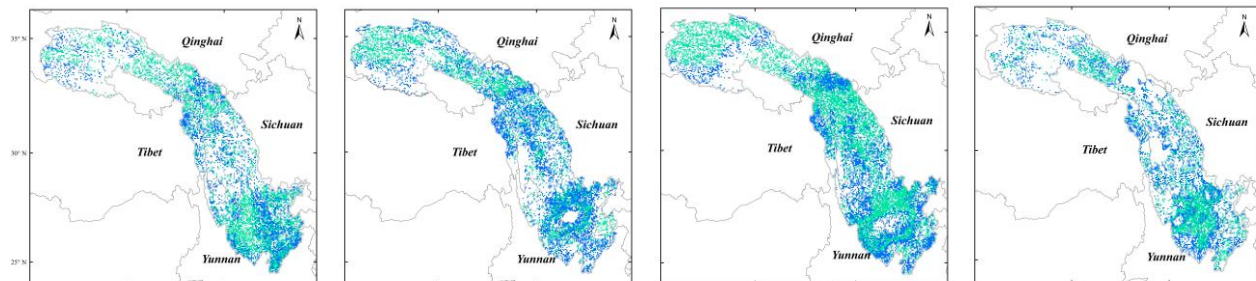 N
35° N
Qinghai
Sichuan
30° N
Tibet
Yunnan
25° N
N
Qinghai
Sichuan
Tibet
Yunnan
N
Qinghai
Sichuan
Tibet
Yunnan
N
Qinghai
Sichuan
Tibet
Yunnan